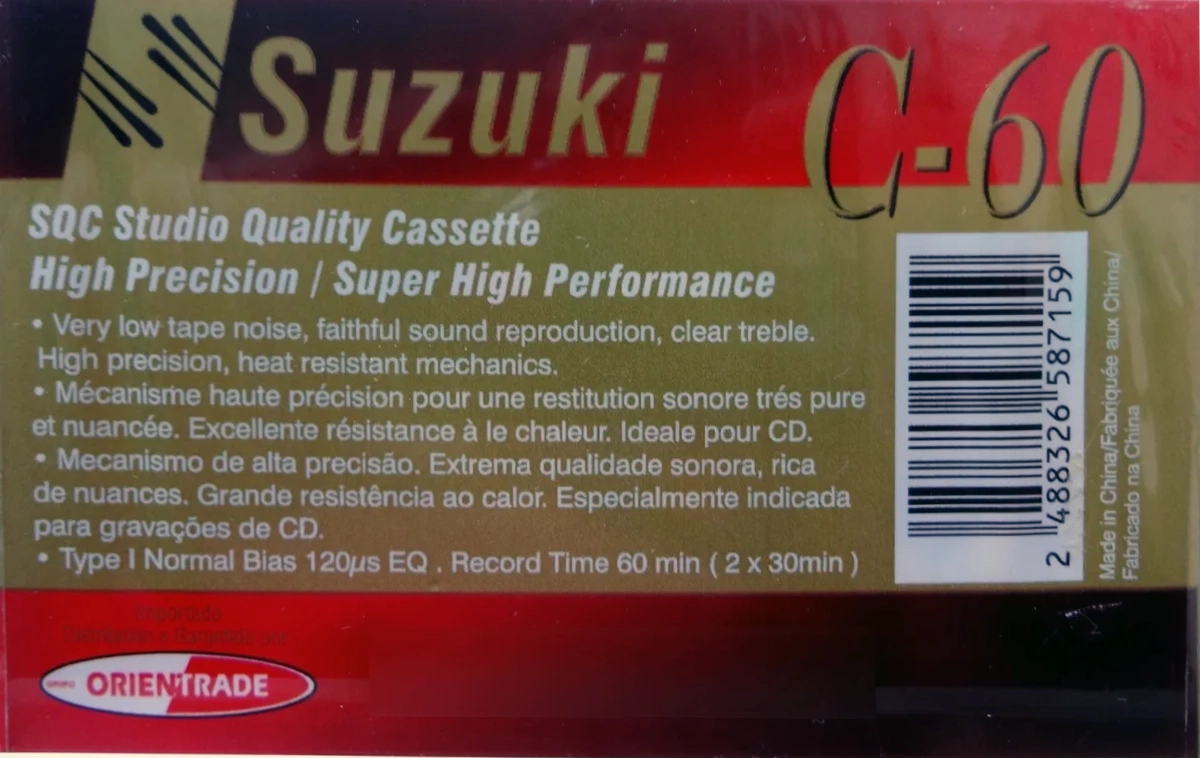 Suzuki
C-60
SQC Studio Quality Cassette
High Precision / Super High Performance
• Very low tape noise, faithful sound reproduction, clear treble.
High precision, heat resistant mechanics.
• Mécanisme haute précision pour une restitution sonore trés pure
et nuancée. Excellente résistance à le chaleur. Ideale pour CD.
• Mecanismo de alta precisão. Extrema qualidade sonora, rica
de nuances. Grande resistência ao calor. Especialmente indicada
para gravações de CD.
• Type I Normal Bias 120µs EQ . Record Time 60 min ( 2 x 30min )
2 488326 587159
Made in China/Fabriquée aux China/
Fabricado na China
Importado
Distribuido e Garantido por
GRUPO ORIENTRADE